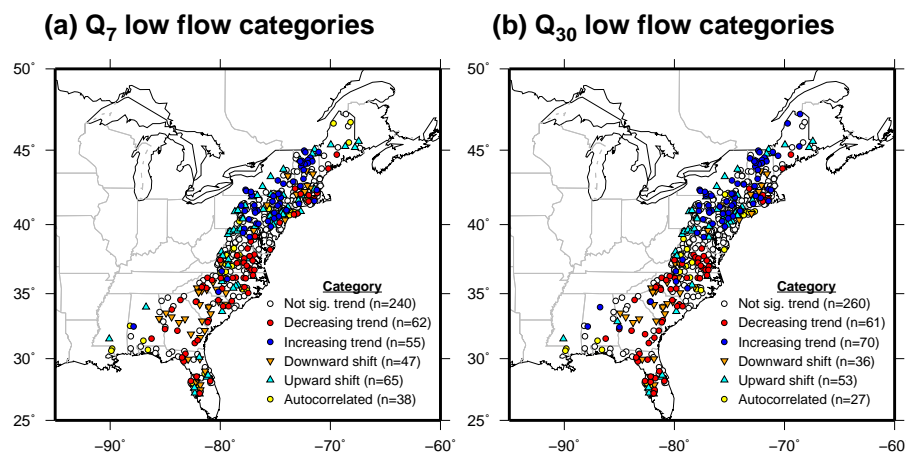 (a) Q7 low flow categories
50˚
45˚
40˚
35˚
30˚
25˚
−90˚ −80˚ −70˚ −60˚
Category
Not sig. trend (n=240)
Decreasing trend (n=62)
Increasing trend (n=55)
Downward shift (n=47)
Upward shift (n=65)
Autocorrelated (n=38)
(b) Q30 low flow categories
50˚
45˚
40˚
35˚
30˚
25˚
−90˚ −80˚ −70˚ −60˚
Category
Not sig. trend (n=260)
Decreasing trend (n=61)
Increasing trend (n=70)
Downward shift (n=36)
Upward shift (n=53)
Autocorrelated (n=27)